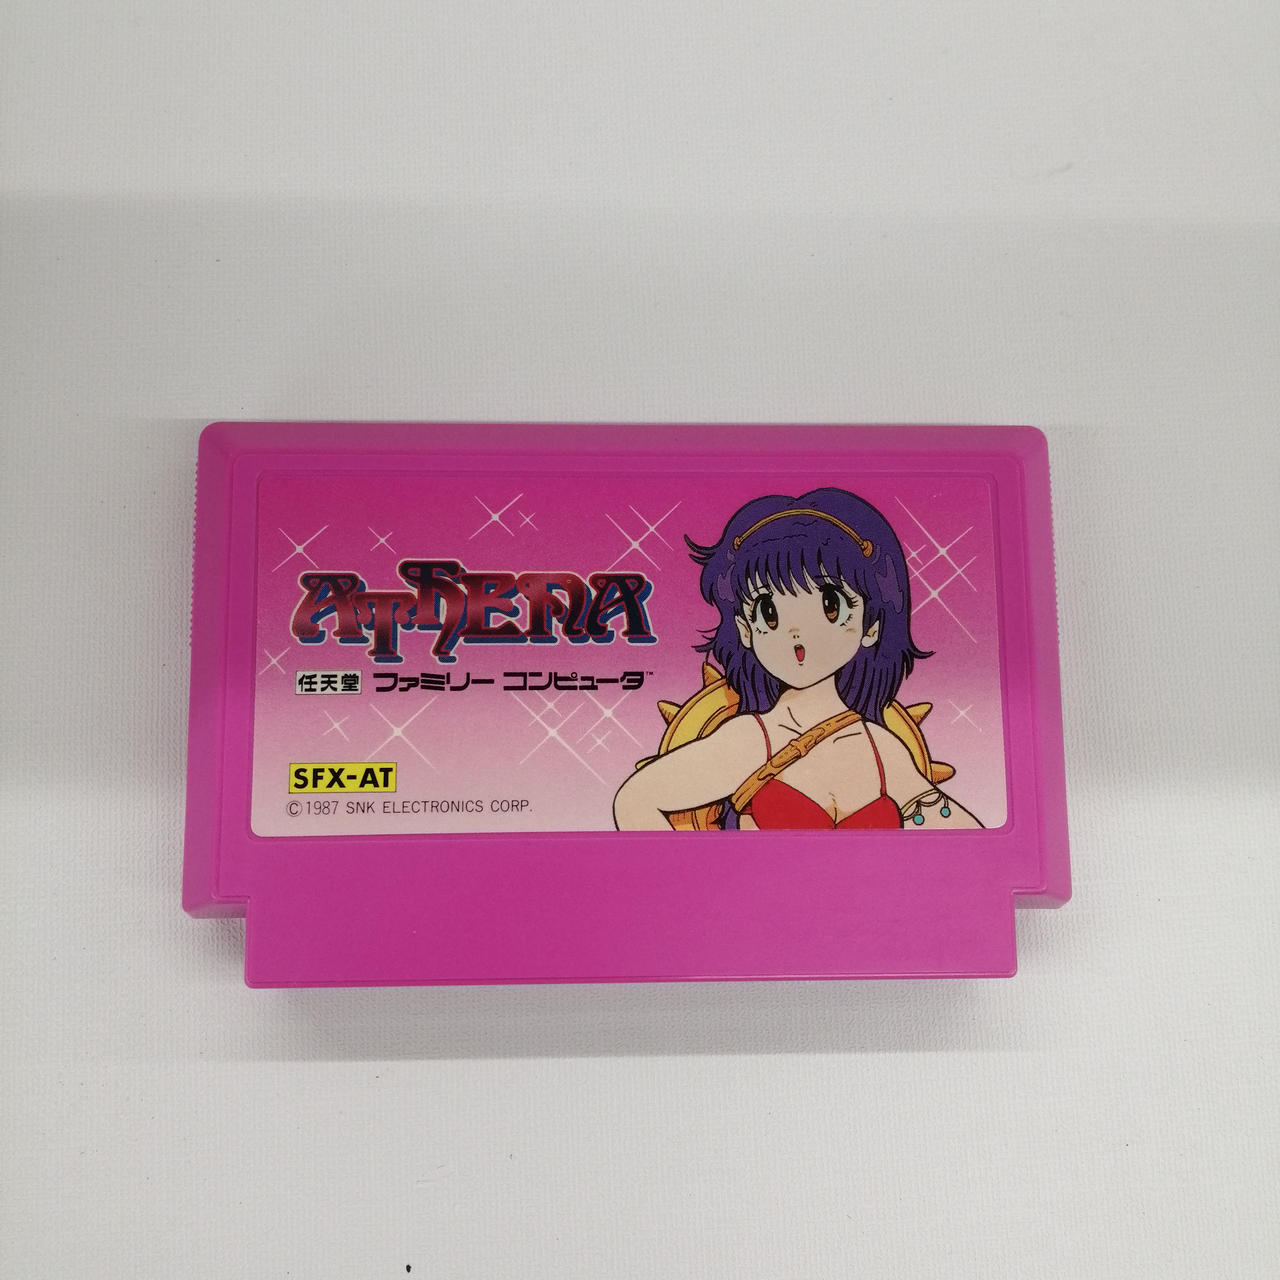 ATHENA
任天堂 ファミリー コンピュータ™
SFX-AT
©1987 SNK ELECTRONICS CORP.